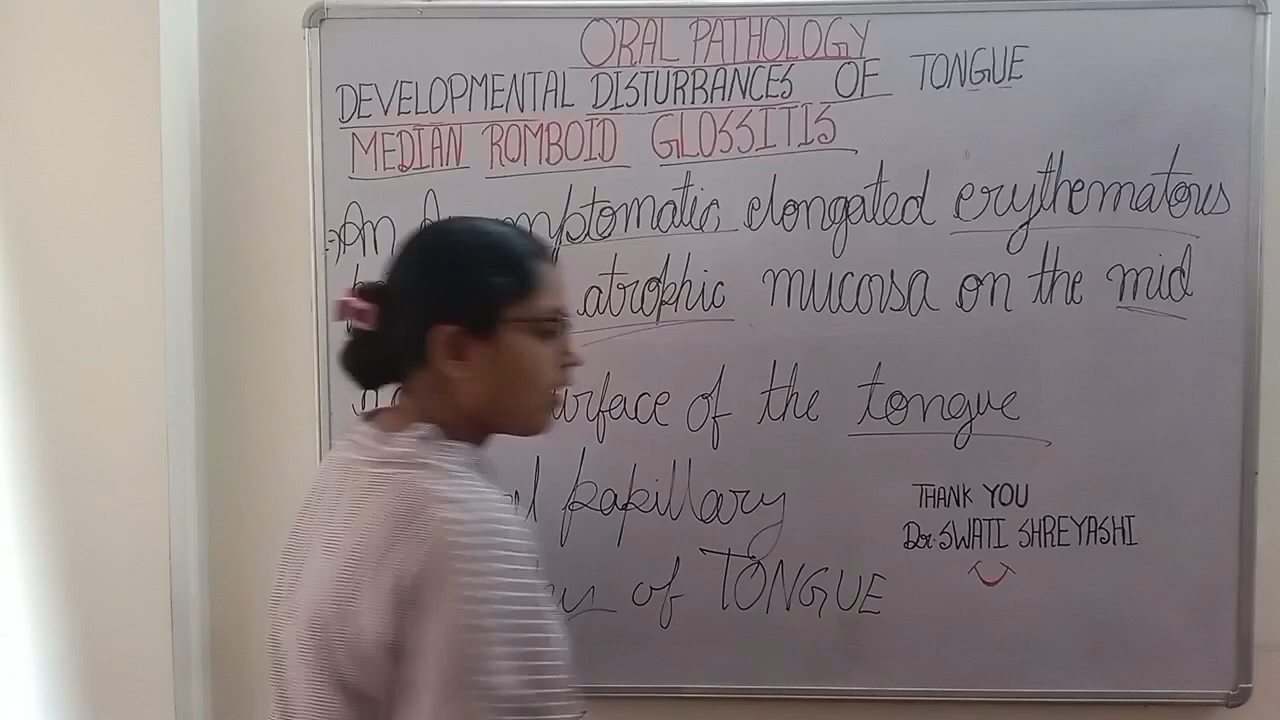 ORAL PATHOLOGY
DEVELOPMENTAL DISTURBANCES OF TONGUE
MEDIAN ROMBOID GLOSSITIS
An elongated erythematous
atrophic mucosa on the mid
of the tongue
papillary
of TONGUE
THANK YOU
Dr. SWATI SHREYASHI